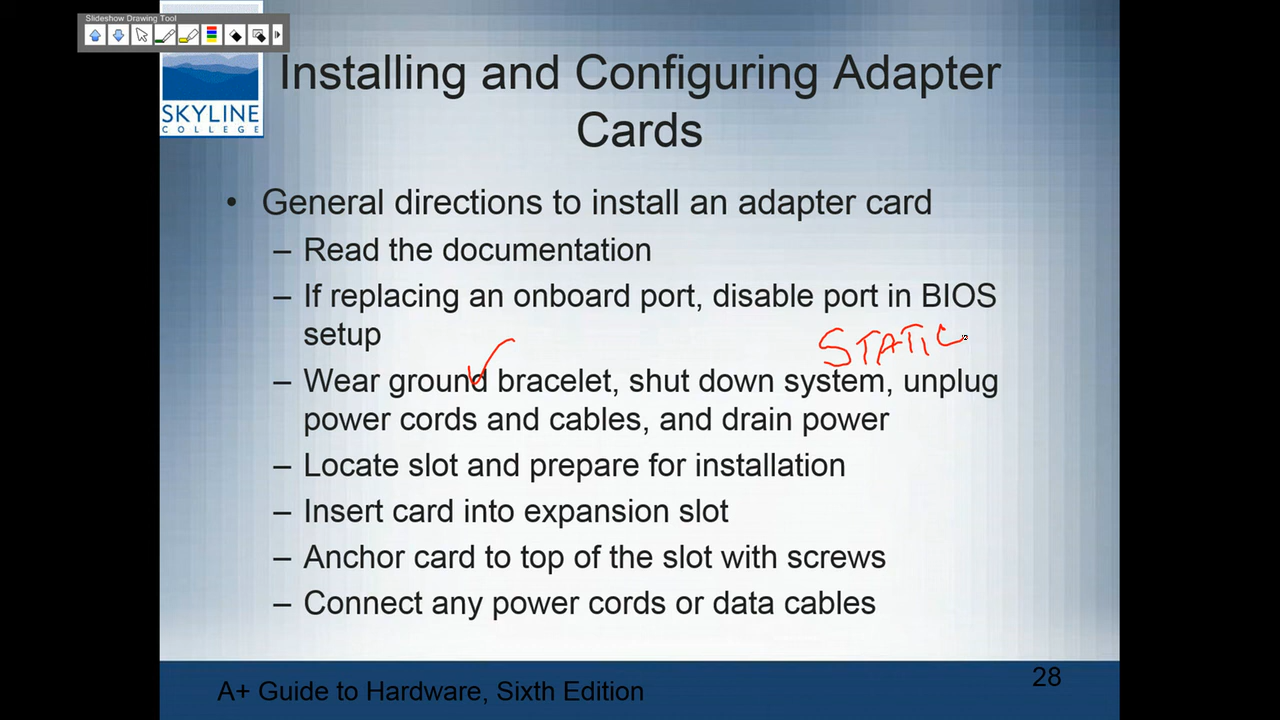 Slideshow Drawing Tool
SKYLINE
COLLEGE
Installing and Configuring Adapter
Cards
• General directions to install an adapter card
– Read the documentation
– If replacing an onboard port, disable port in BIOS
setup
STATIC
– Wear ground bracelet, shut down system, unplug
power cords and cables, and drain power
– Locate slot and prepare for installation
– Insert card into expansion slot
– Anchor card to top of the slot with screws
– Connect any power cords or data cables
A+ Guide to Hardware, Sixth Edition
28